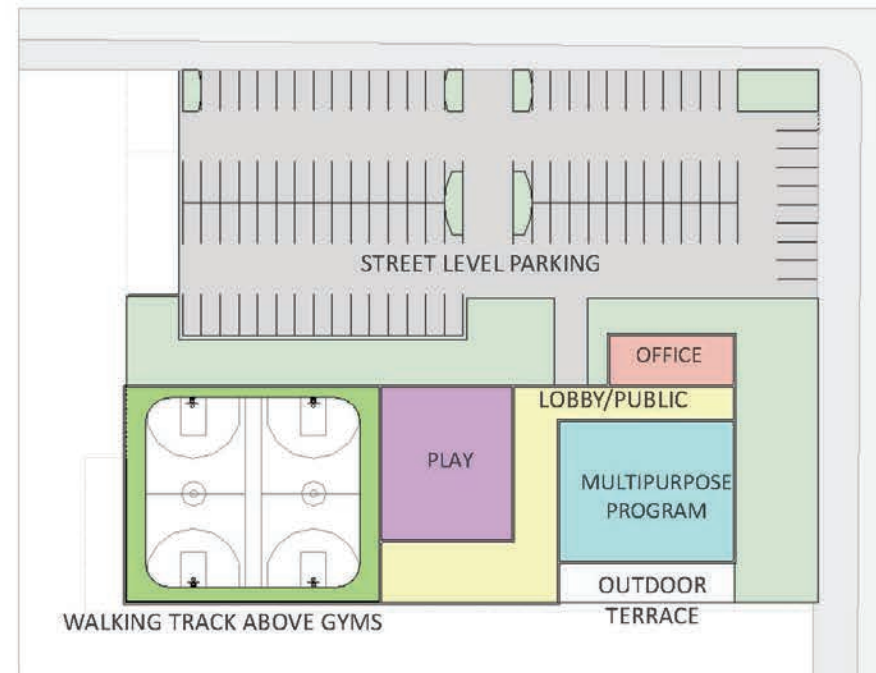 STREET LEVEL PARKING
OFFICE
LOBBY/PUBLIC
PLAY
MULTIPURPOSE
PROGRAM
OUTDOOR
TERRACE
WALKING TRACK ABOVE GYMS